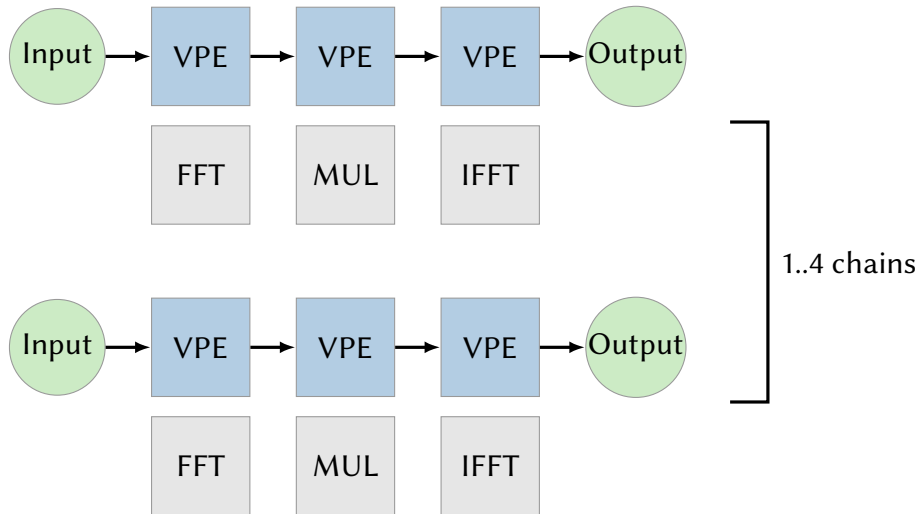 Input VPE VPE VPE Output
FFT MUL IFFT
1..4 chains
Input VPE VPE VPE Output
FFT MUL IFFT